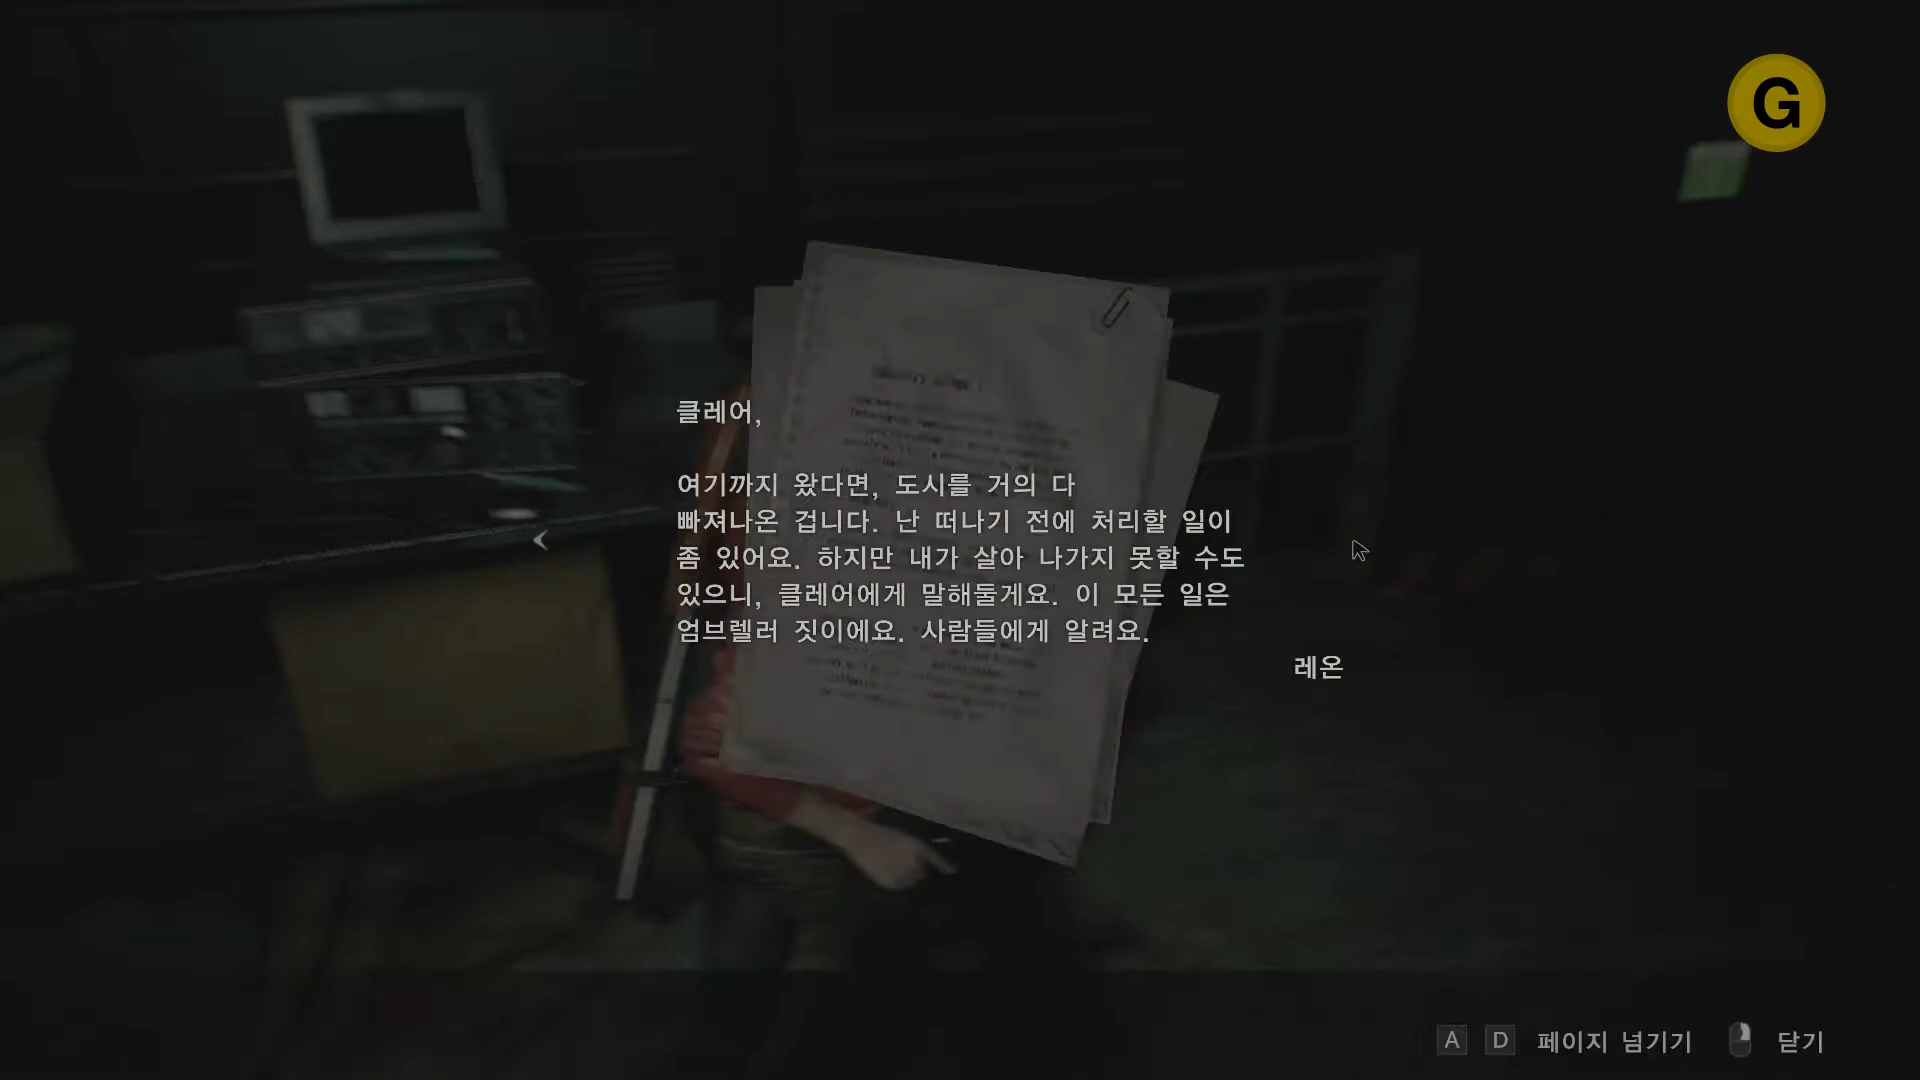 G
클레어,
여기까지 왔다면, 도시를 거의 다
빠져나온 겁니다. 난 떠나기 전에 처리할 일이
좀 있어요. 하지만 내가 살아 나가지 못할 수도
있으니, 클레어에게 말해둘게요. 이 모든 일은
엄브렐러 짓이에요. 사람들에게 알려요.
레온
A D 페이지 넘기기 닫기